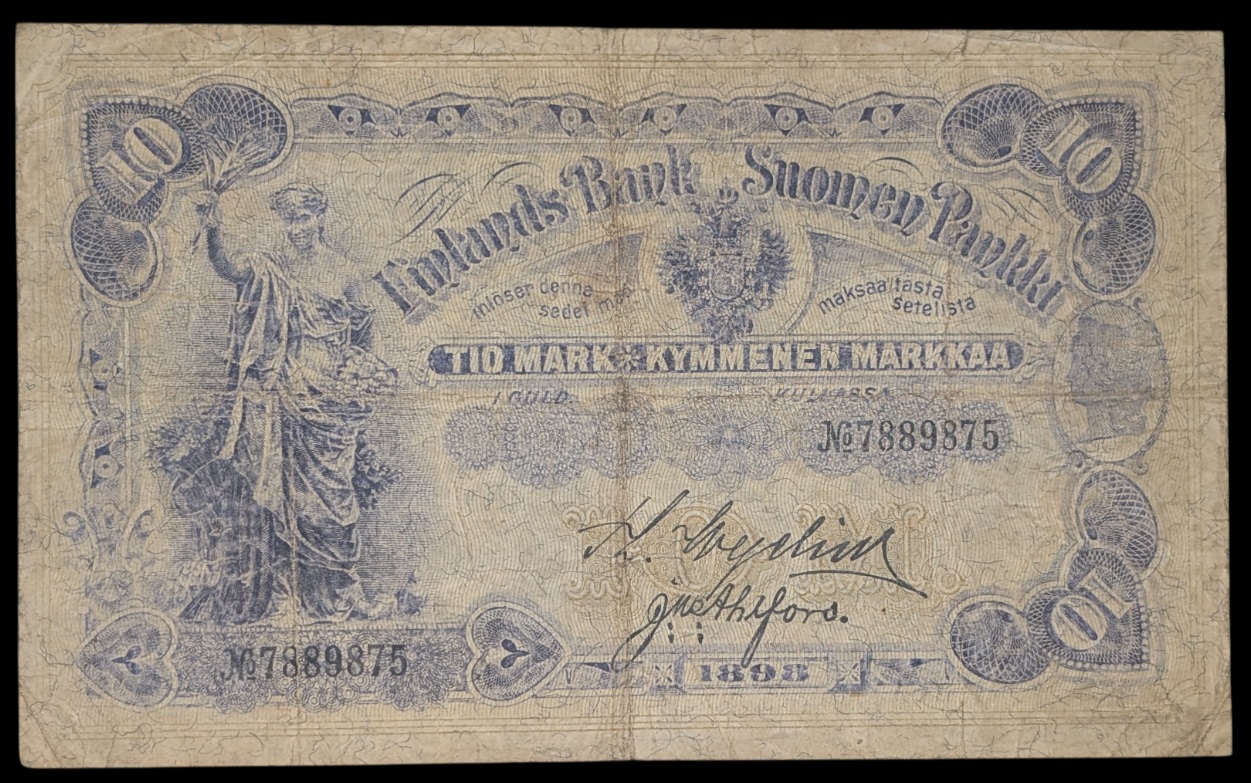 10
10
Finlands Bank Suomen Pankki
inlöser denna maksaa tästä
sedel med setelistä
TIO MARK KYMMENEN MARKKAA
I GULD. KULLASSA.
№7889875
№7889875
1898
10